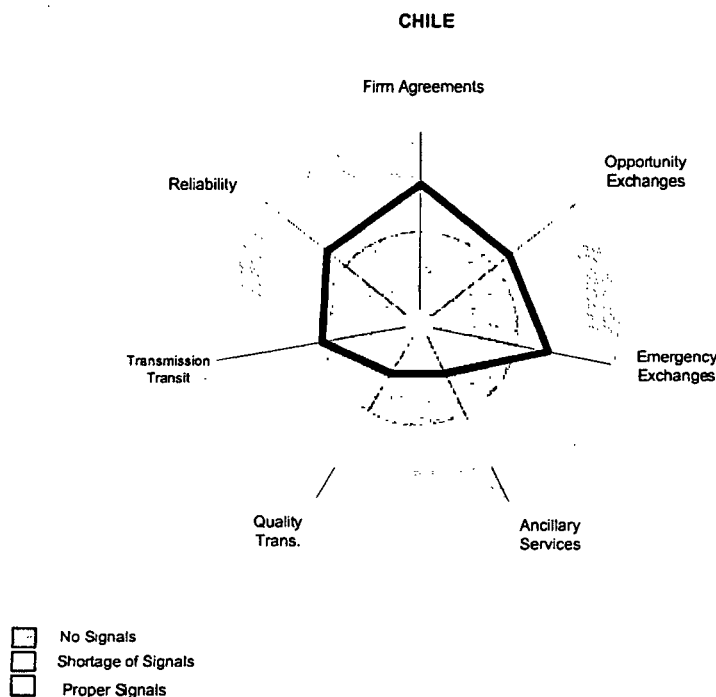 CHILE
Firm Agreements
Opportunity
Exchanges
Reliability
Transmission
Transit
Emergency
Exchanges
Quality
Trans.
Ancillary
Services
No Signals
Shortage of Signals
Proper Signals